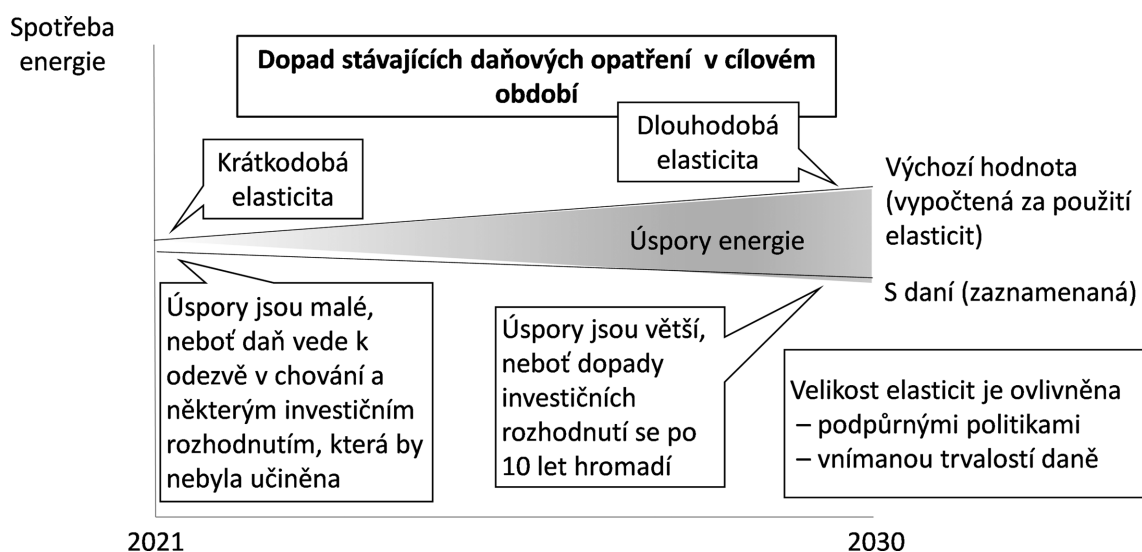 Spotřeba
energie
Dopad stávajících daňových opatření v cílovém
období
Dlouhodobá
elasticita
Krátkodobá
elasticita
Výchozí hodnota
(vypočtená za použití
elasticit)
Úspory energie
S daní (zaznamenaná)
Úspory jsou malé,
neboť daň vede k
odezvě v chování a
některým investičním
rozhodnutím, která by
nebyla učiněna
Úspory jsou větší,
neboť dopady
investičních
rozhodnutí se po
10 let hromadí
Velikost elasticit je ovlivněna
– podpůrnými politikami
– vnímanou trvalostí daně
2021
2030